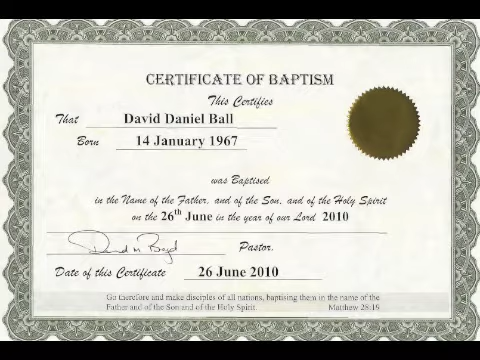 CERTIFICATE OF BAPTISM
This Certifies
That David Daniel Ball
Born 14 January 1967
was Baptised
in the Name of the Father, and of the Son, and of the Holy Spirit
on the 26th June in the year of our Lord 2010
Pastor.
Date of this Certificate 26 June 2010
Go therefore and make disciples of all nations, baptising them in the name of the
Father and of the Son and of the Holy Spirit. Matthew 28:19